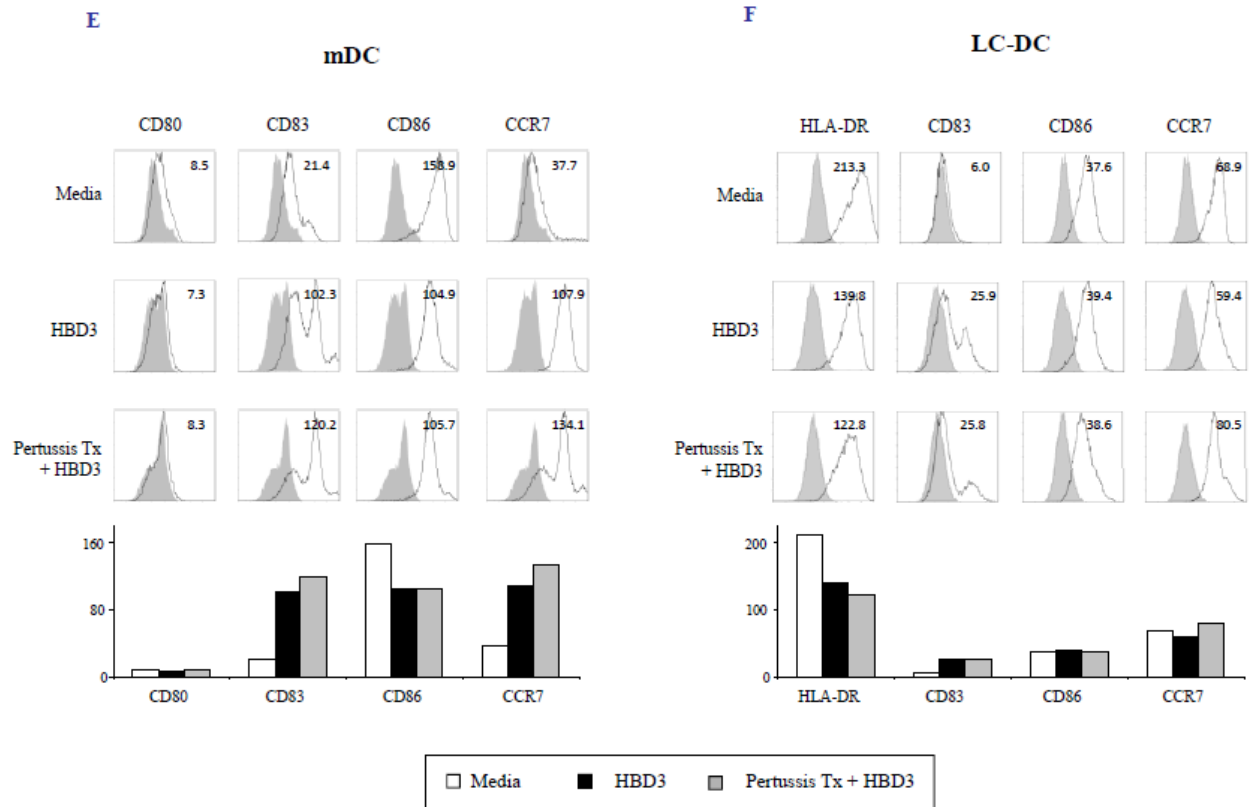 E
mDC
CD80 CD83 CD86 CCR7
Media 8.5 21.4 158.9 37.7
HBD3 7.3 102.3 104.9 107.9
Pertussis Tx
+ HBD3
8.3 120.2 105.7 134.1
160
80
0
CD80 CD83 CD86 CCR7
F
LC-DC
HLA-DR CD83 CD86 CCR7
Media 213.3 6.0 37.6 68.9
HBD3 139.8 25.9 39.4 59.4
Pertussis Tx
+ HBD3
122.8 25.8 38.6 80.5
200
100
0
HLA-DR CD83 CD86 CCR7
Media HBD3 Pertussis Tx + HBD3